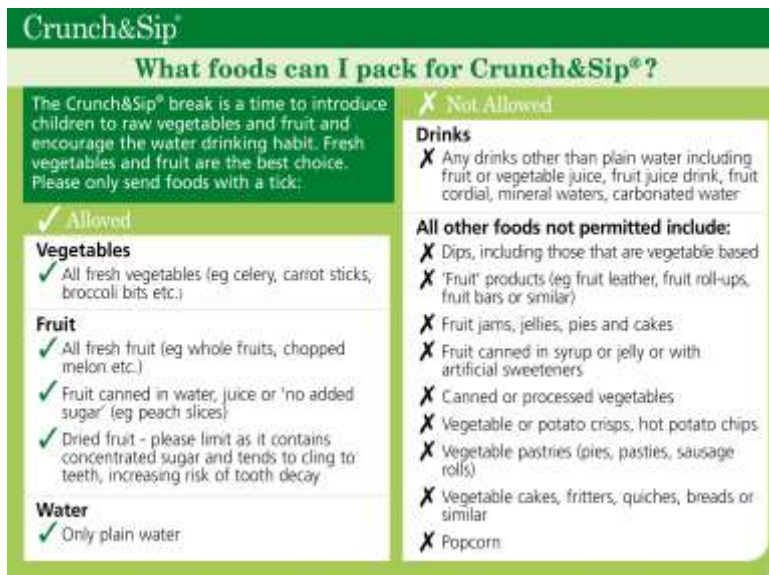 Crunch&Sip®
What foods can I pack for Crunch&Sip®?
The Crunch&Sip® break is a time to introduce
children to raw vegetables and fruit and
encourage the water drinking habit. Fresh
vegetables and fruit are the best choice.
Please only send foods with a tick:
✓ Allowed
Vegetables
✓ All fresh vegetables (eg celery, carrot sticks,
broccoli bits etc.)
Fruit
✓ All fresh fruit (eg whole fruits, chopped
melon etc.)
✓ Fruit canned in water, juice or 'no added
sugar' (eg peach slices)
✓ Dried fruit - please limit as it contains
concentrated sugar and tends to cling to
teeth, increasing risk of tooth decay
Water
✓ Only plain water
✗ Not Allowed
Drinks
✗ Any drinks other than plain water including
fruit or vegetable juice, fruit juice drink, fruit
cordial, mineral waters, carbonated water
All other foods not permitted include:
✗ Dips, including those that are vegetable based
✗ 'Fruit' products (eg fruit leather, fruit roll-ups,
fruit bars or similar)
✗ Fruit jams, jellies, pies and cakes
✗ Fruit canned in syrup or jelly or with
artificial sweeteners
✗ Canned or processed vegetables
✗ Vegetable or potato crisps, hot potato chips
✗ Vegetable pastries (pies, pasties, sausage
rolls)
✗ Vegetable cakes, fritters, quiches, breads or
similar
✗ Popcorn